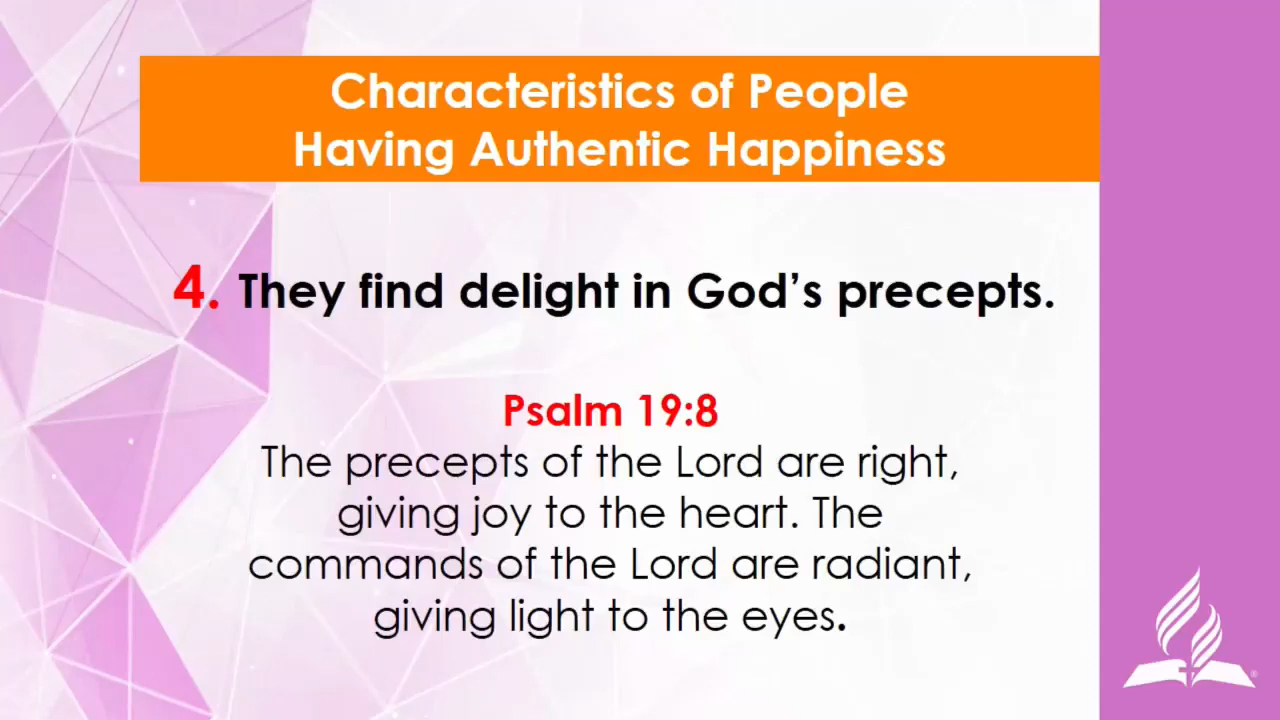 Characteristics of People
Having Authentic Happiness
4. They find delight in God’s precepts.
Psalm 19:8
The precepts of the Lord are right,
giving joy to the heart. The
commands of the Lord are radiant,
giving light to the eyes.
®